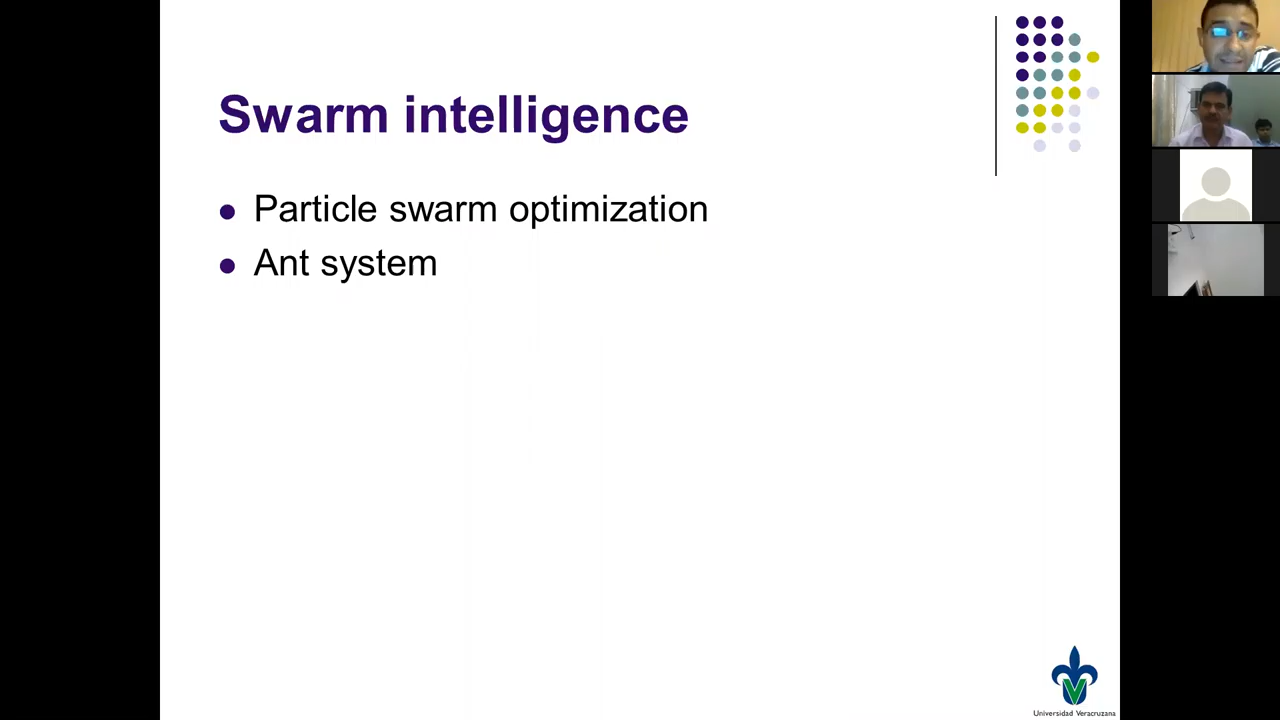 Swarm intelligence
Particle swarm optimization
Ant system
Universidad Veracruzana